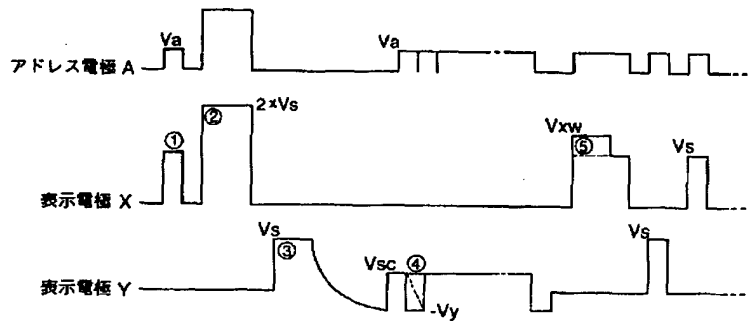 Va
Va
アドレス電極 A
① ② 2×Vs
Vxw
⑤
Vs
表示電極 X
Vs
③
Vsc ④
Vs
表示電極 Y
-Vy